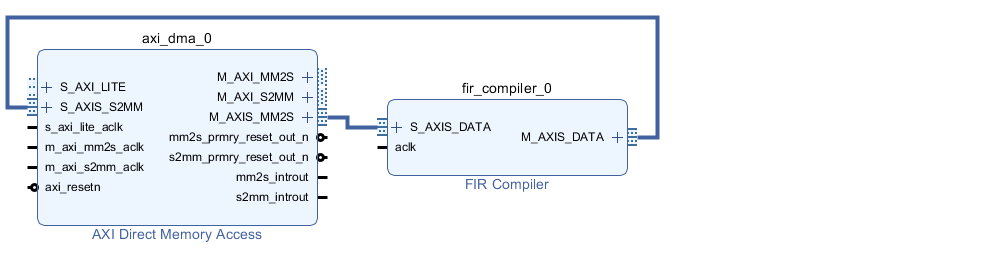 axi_dma_0
S_AXI_LITE
S_AXIS_S2MM
s_axi_lite_aclk
m_axi_mm2s_aclk
m_axi_s2mm_aclk
axi_resetn
M_AXI_MM2S
M_AXI_S2MM
M_AXIS_MM2S
mm2s_prmry_reset_out_n
s2mm_prmry_reset_out_n
mm2s_introut
s2mm_introut
AXI Direct Memory Access
fir_compiler_0
S_AXIS_DATA
aclk
M_AXIS_DATA
FIR Compiler